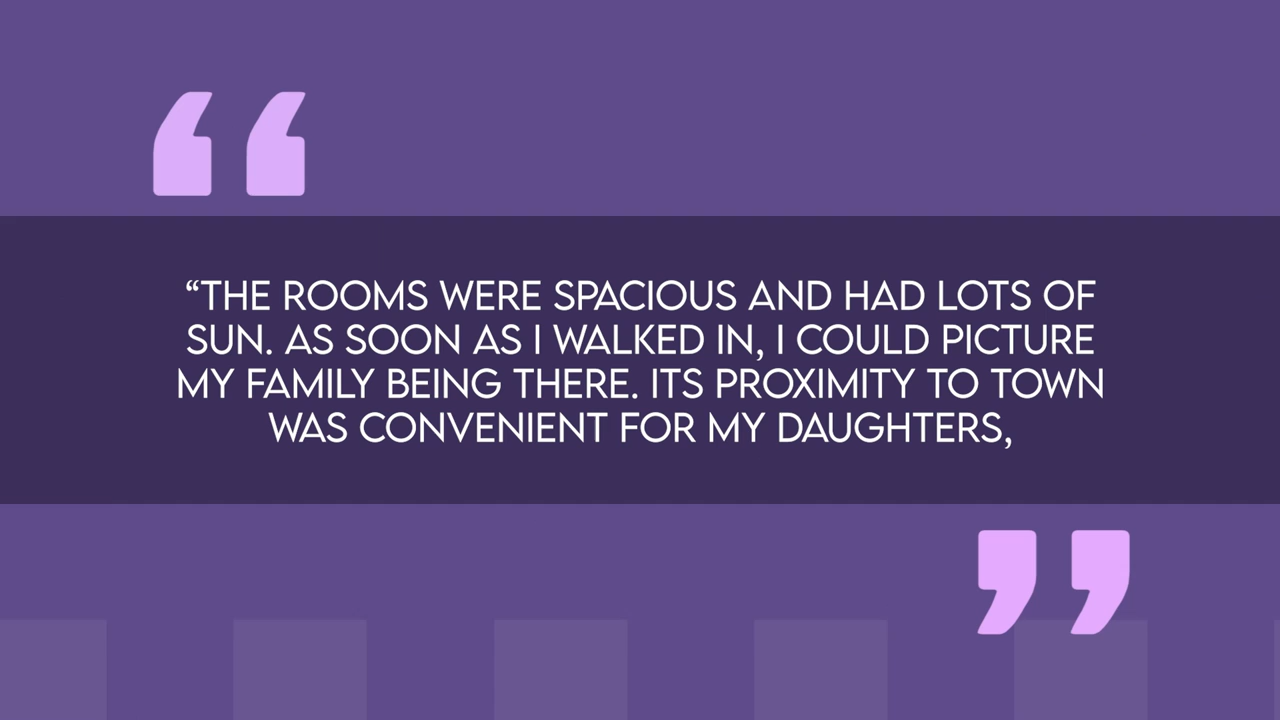 “THE ROOMS WERE SPACIOUS AND HAD LOTS OF
SUN. AS SOON AS I WALKED IN, I COULD PICTURE
MY FAMILY BEING THERE. ITS PROXIMITY TO TOWN
WAS CONVENIENT FOR MY DAUGHTERS,